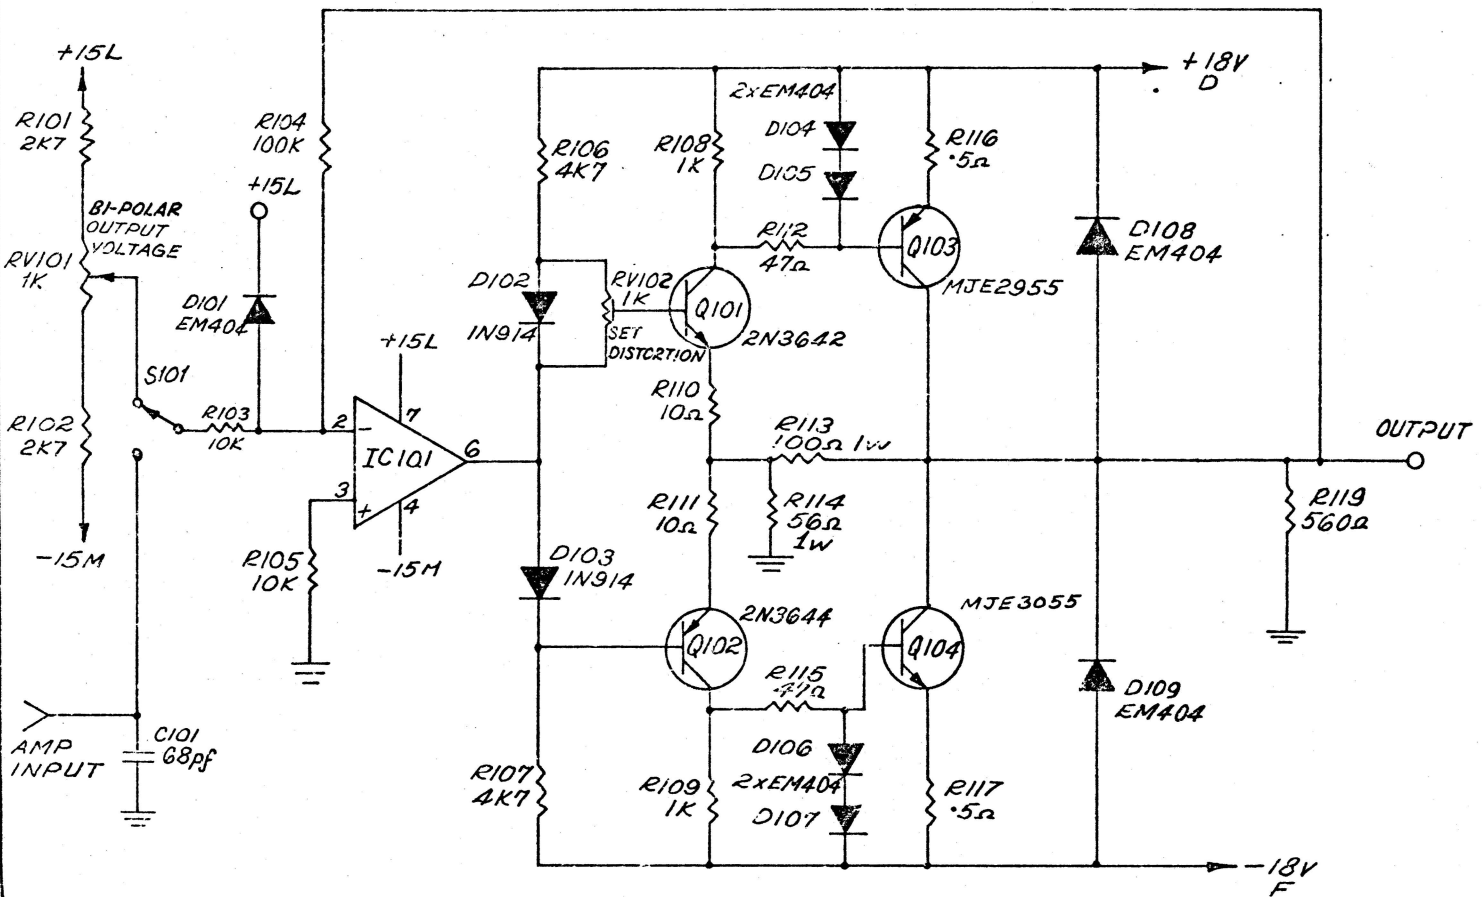 +15L
R101
2K7
BI-POLAR
OUTPUT
VOLTAGE
RV101
1K
R102
2K7
-15M
S101
AMP
INPUT
C101
68pf
R104
100K
+15L
D101
EM404
R103
10K
+15L
2
-
7
IC101
6
3
+
4
-15M
R105
10K
R106
4K7
D102
1N914
RV102
1K
SET
DISTORTION
D103
1N914
R107
4K7
R108
1K
Q101
2N3642
R110
10Ω
R111
10Ω
2N3644
Q102
R109
1K
2xEM404
D104
D105
R112
47Ω
R113
100Ω 1W
R114
56Ω
1W
R115
47Ω
D106
2xEM404
D107
R116
.5Ω
Q103
MJE2955
MJE3055
Q104
R117
.5Ω
+18V
D
D108
EM404
OUTPUT
R119
560Ω
D109
EM404
-18V
F